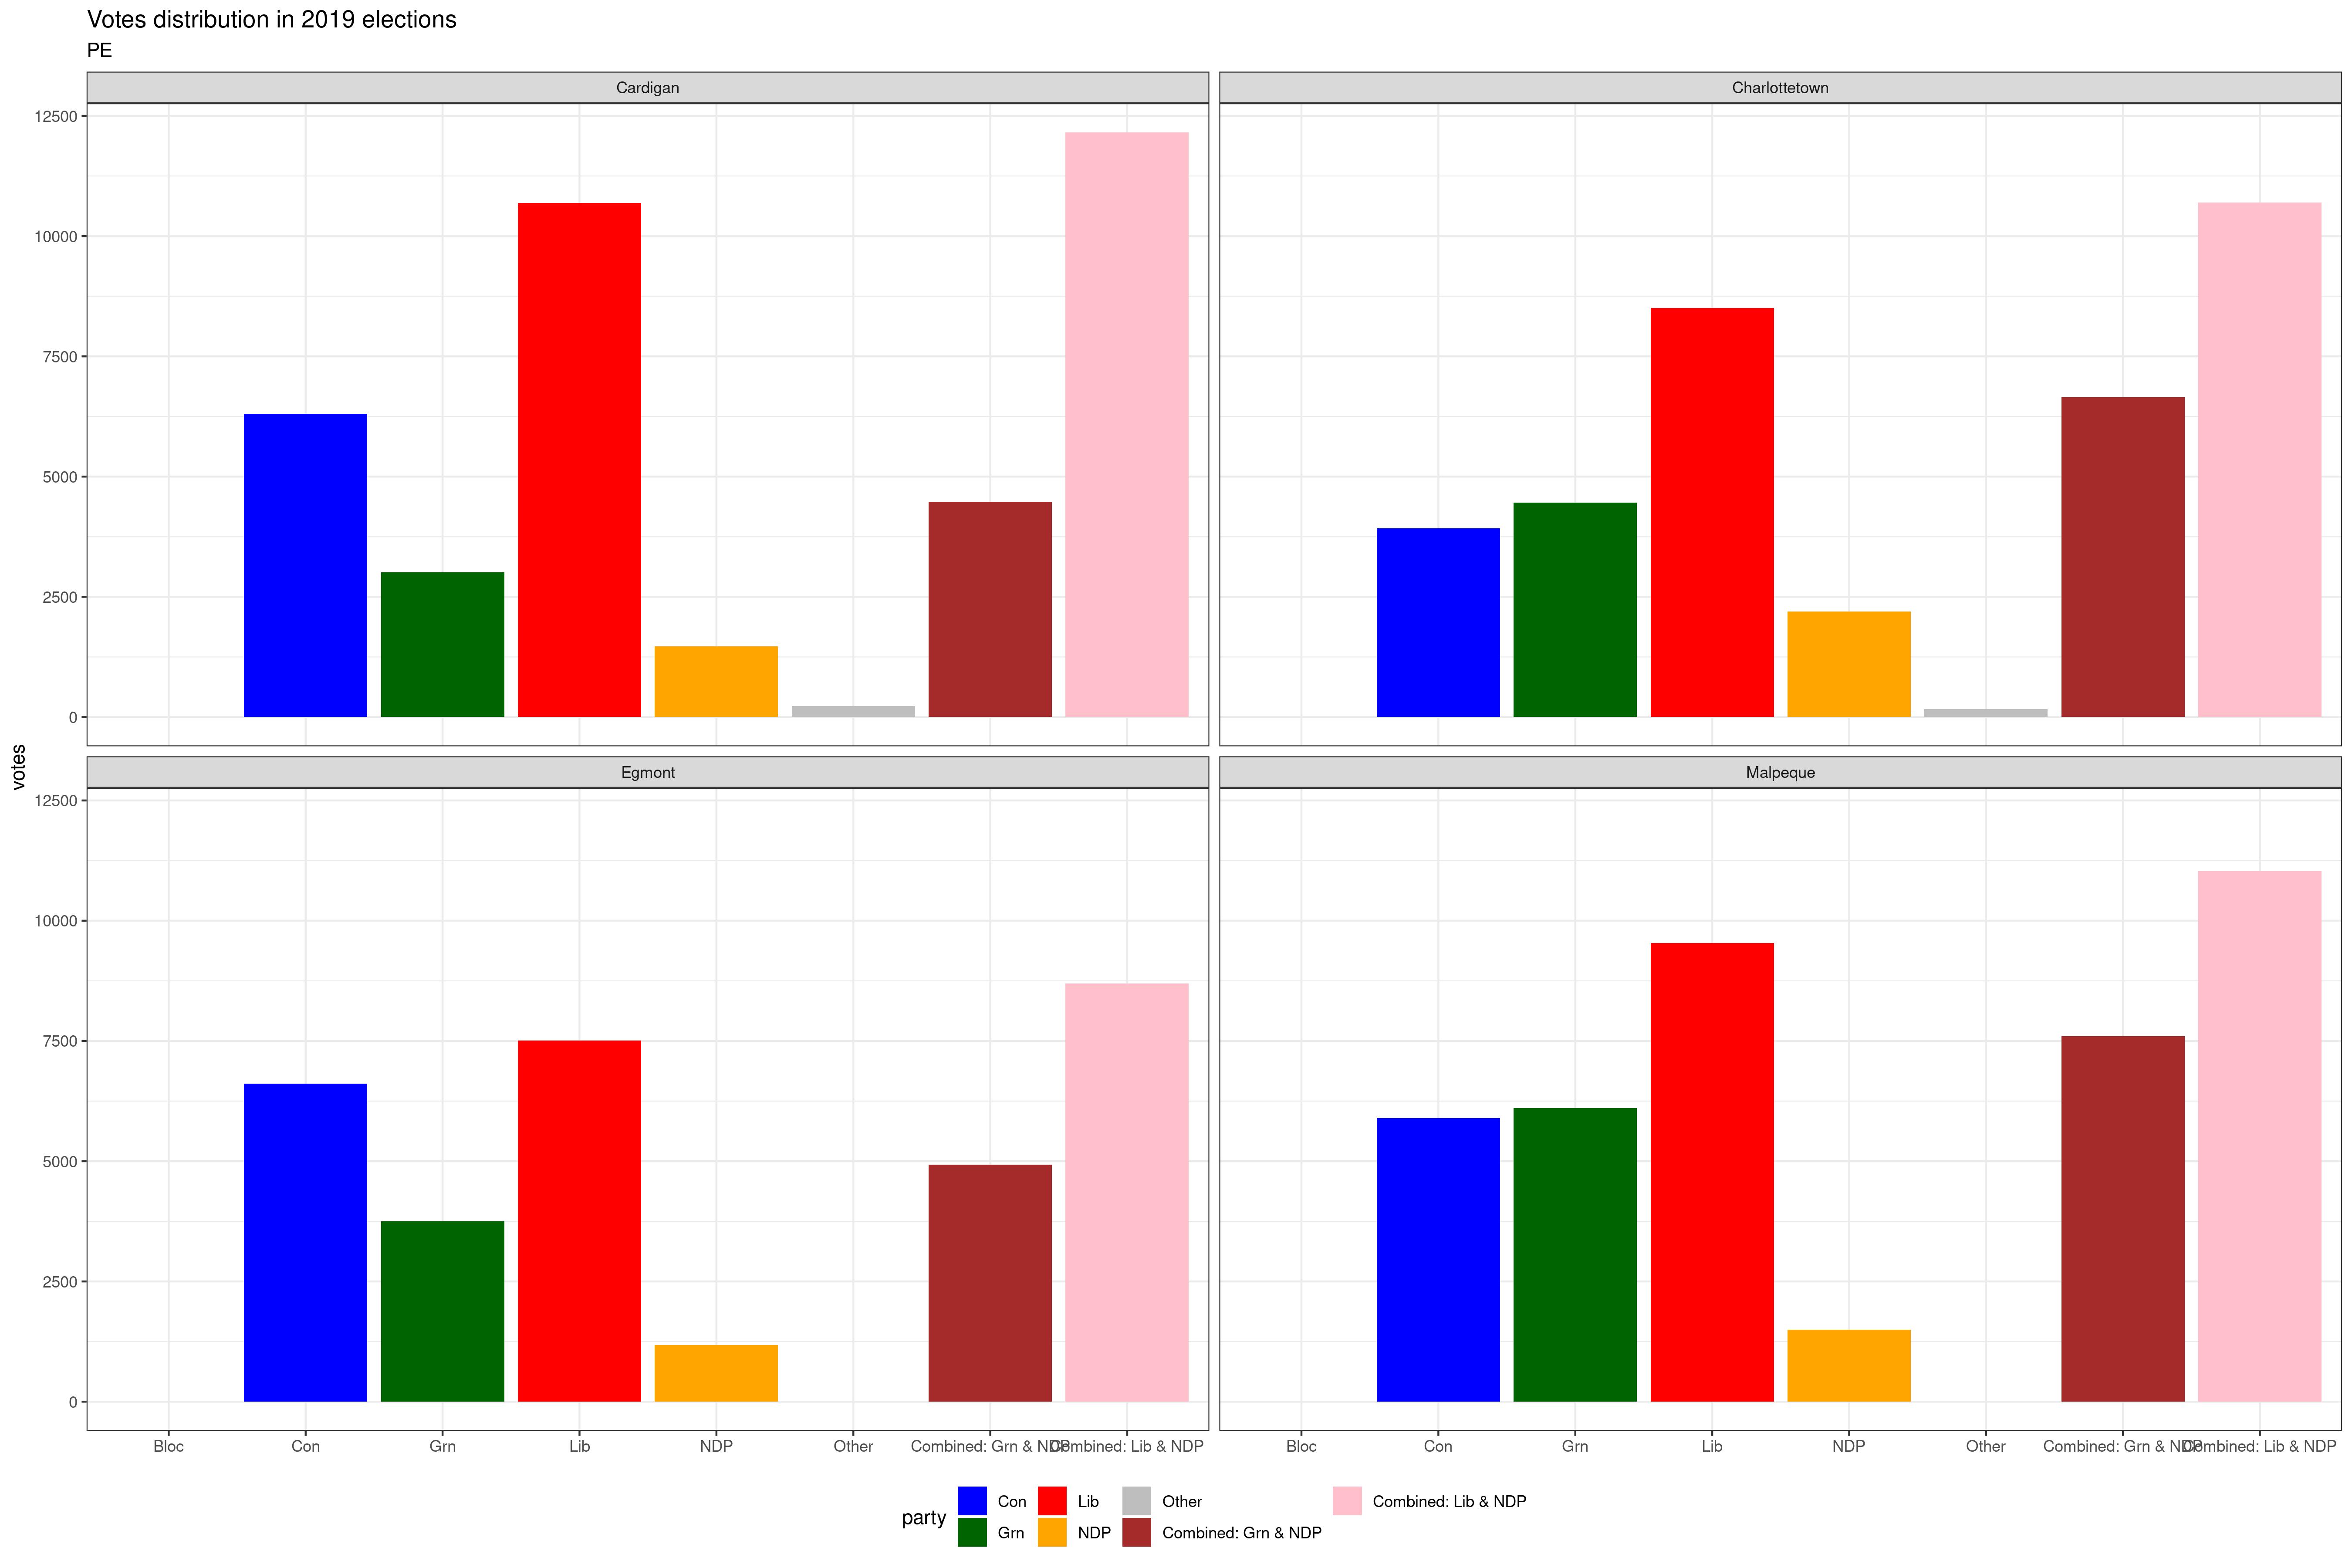 Votes distribution in 2019 elections
PE
Cardigan
Charlottetown
12500
10000
7500
5000
2500
0
votes
Egmont
Malpeque
12500
10000
7500
5000
2500
0
Bloc Con Grn Lib NDP Other Combined: Grn & NDP Combined: Lib & NDP
Bloc Con Grn Lib NDP Other Combined: Grn & NDP Combined: Lib & NDP
party
Con Lib Other Combined: Lib & NDP
Grn NDP Combined: Grn & NDP